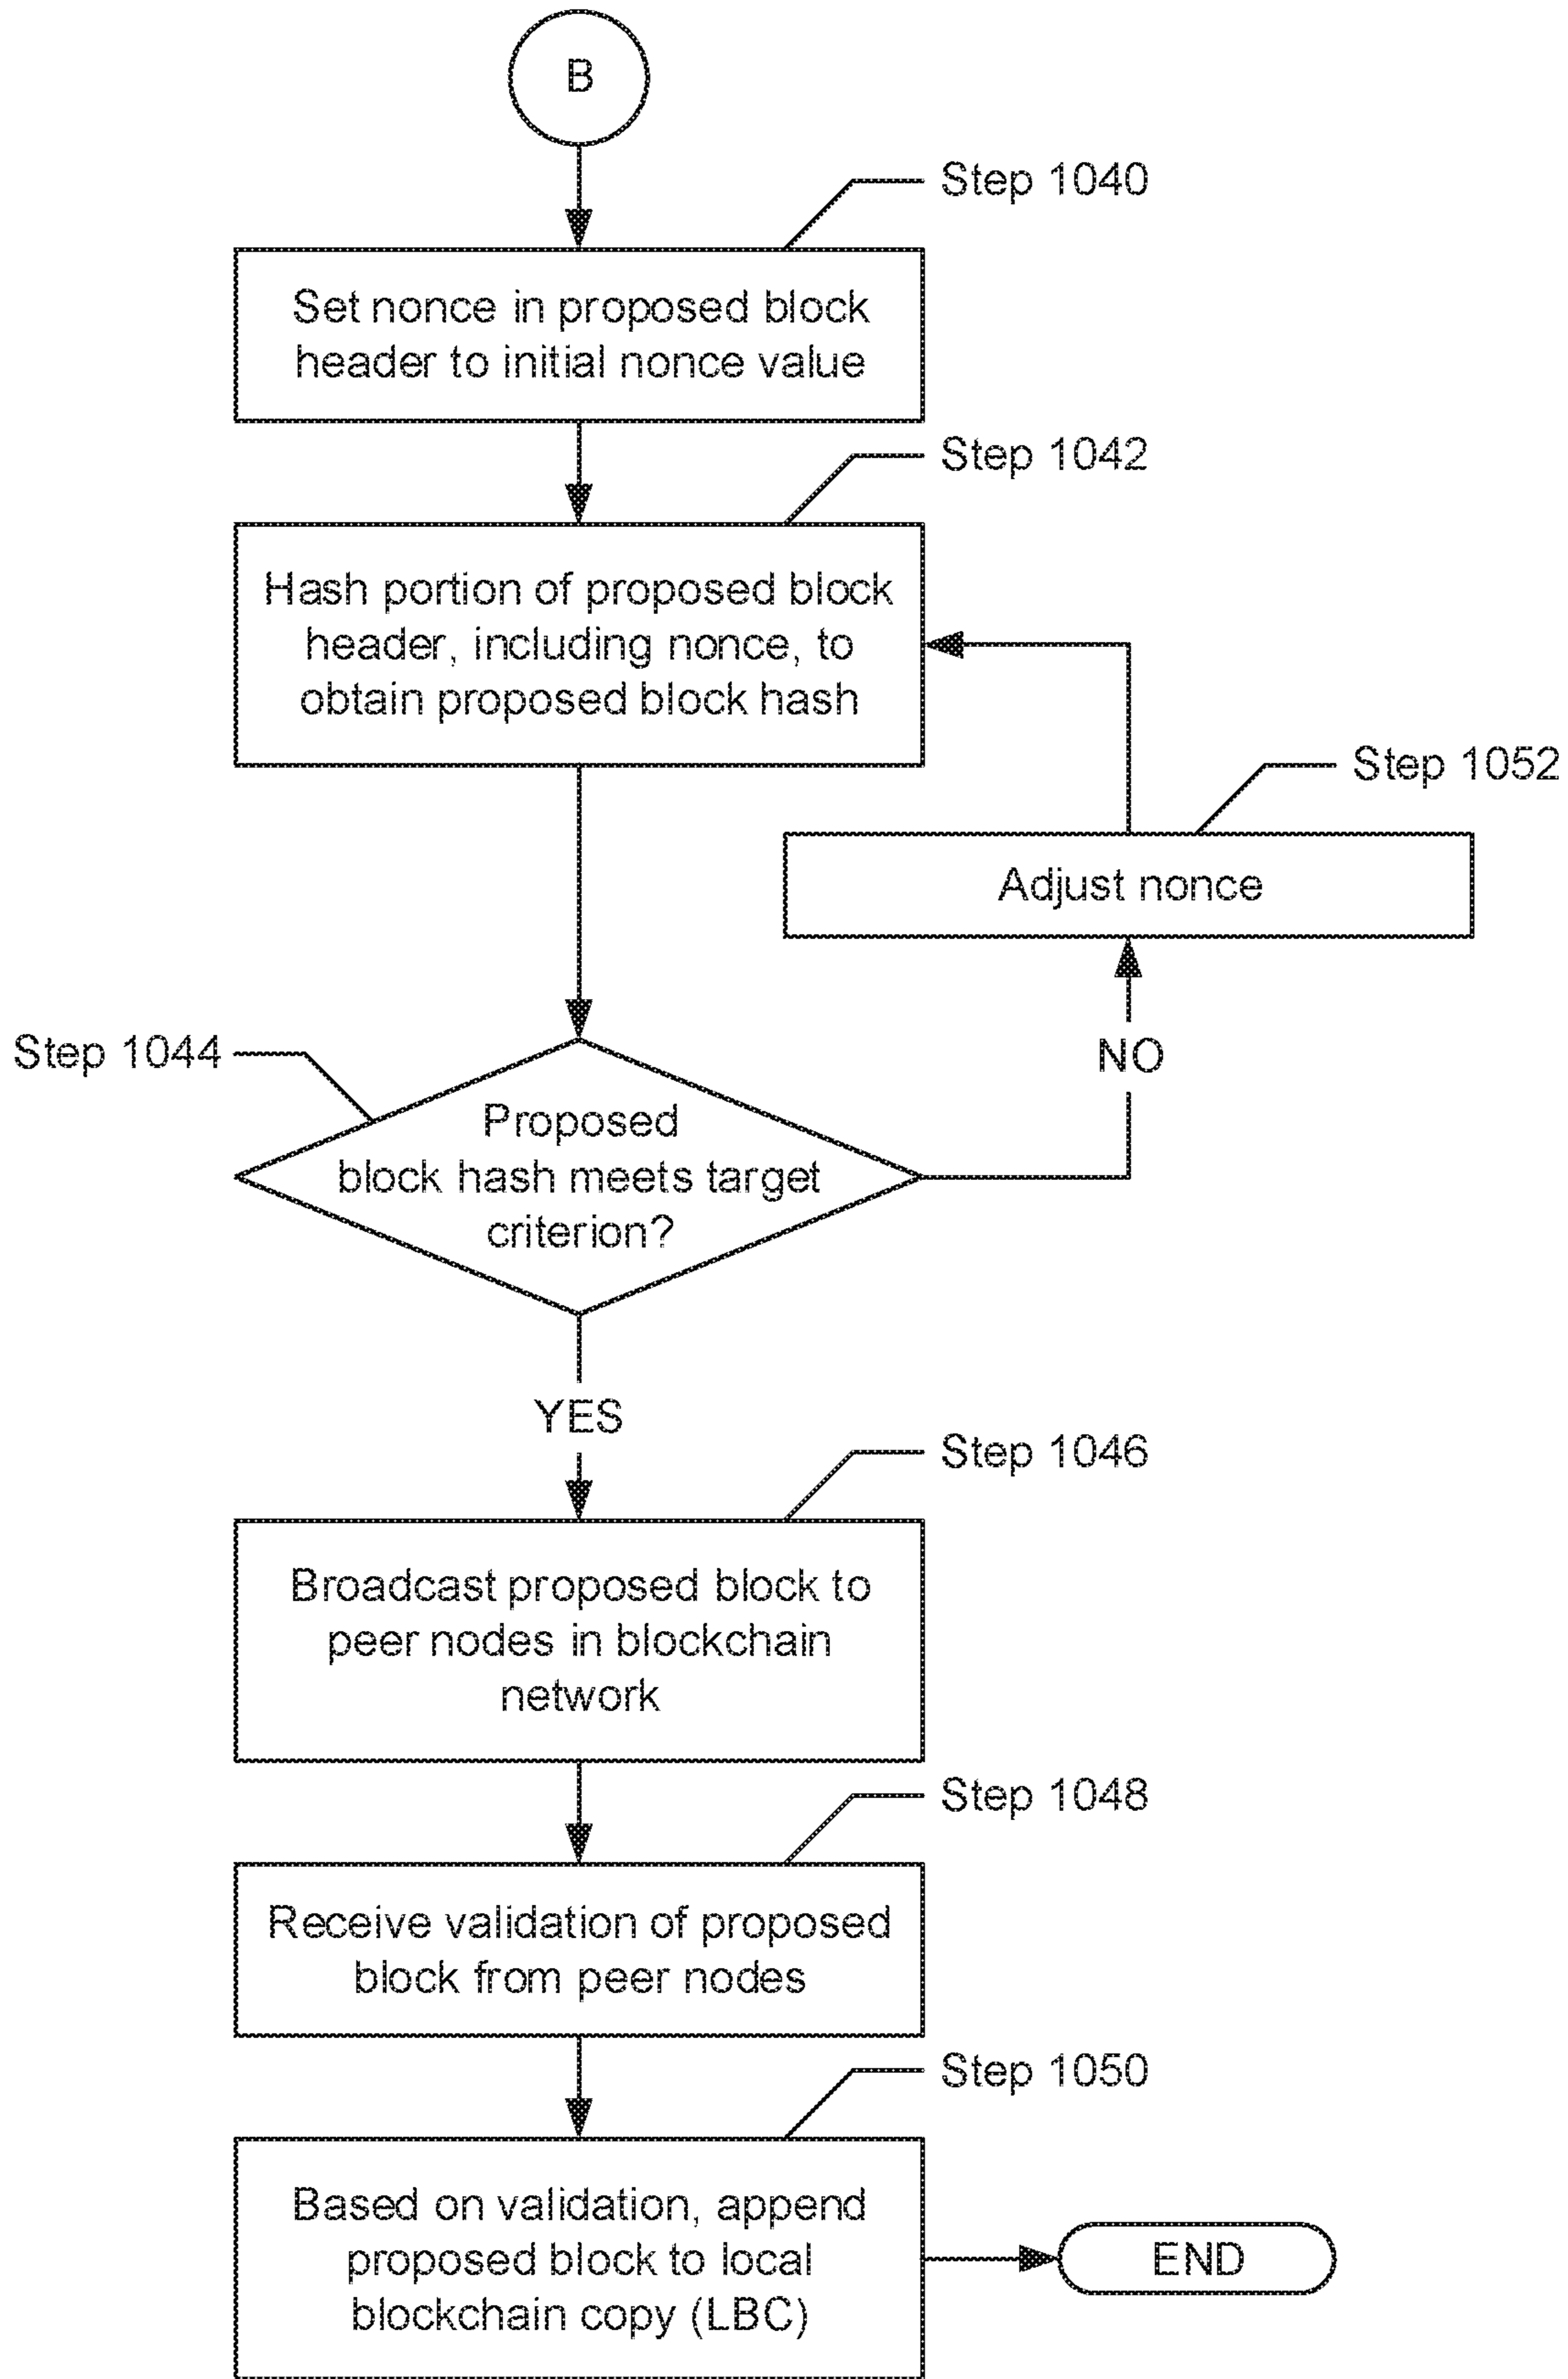 B
Step 1040
Set nonce in proposed block
header to initial nonce value
Step 1042
Hash portion of proposed block
header, including nonce, to
obtain proposed block hash
Step 1052
Adjust nonce
NO
Step 1044
Proposed
block hash meets target
criterion?
YES
Step 1046
Broadcast proposed block to
peer nodes in blockchain
network
Step 1048
Receive validation of proposed
block from peer nodes
Step 1050
Based on validation, append
proposed block to local
blockchain copy (LBC)
END